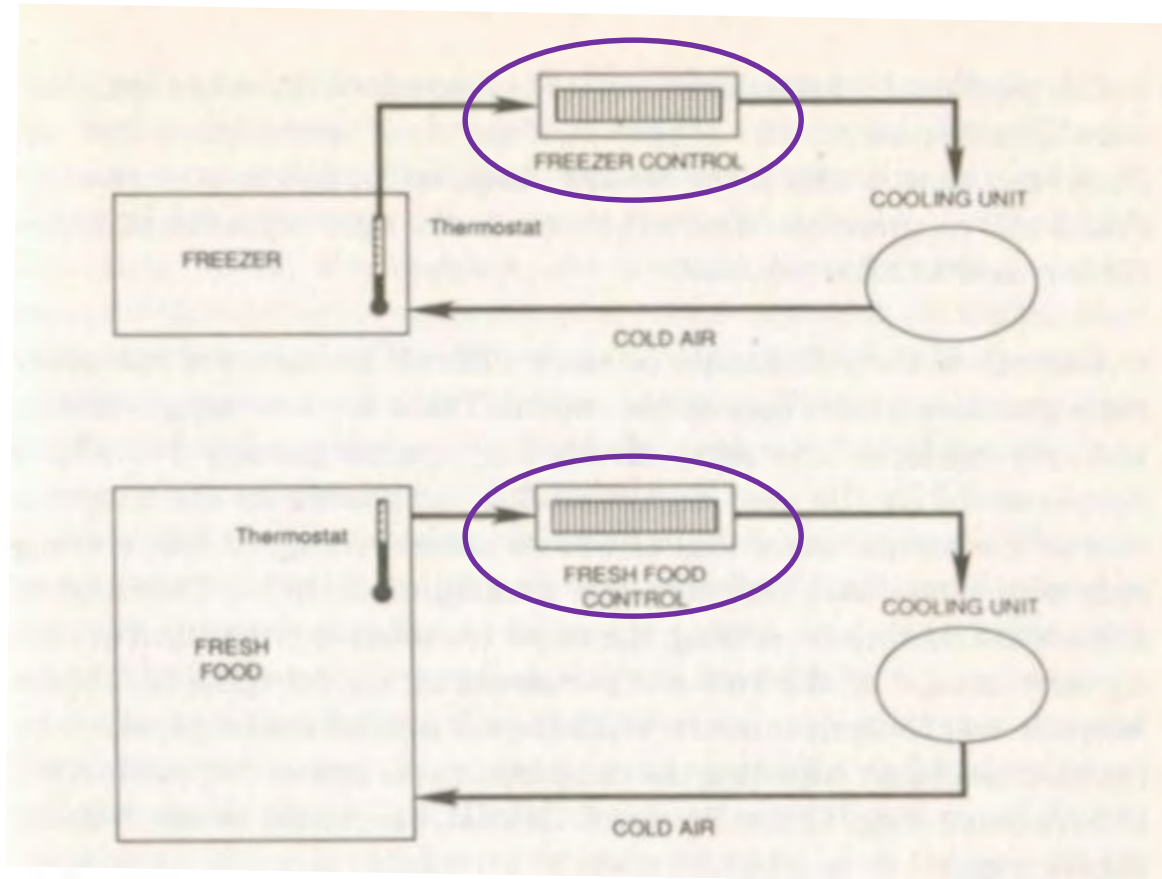 FREEZER CONTROL
COOLING UNIT
Thermostat
FREEZER
COLD AIR
Thermostat
FRESH FOOD
CONTROL
COOLING UNIT
FRESH
FOOD
COLD AIR